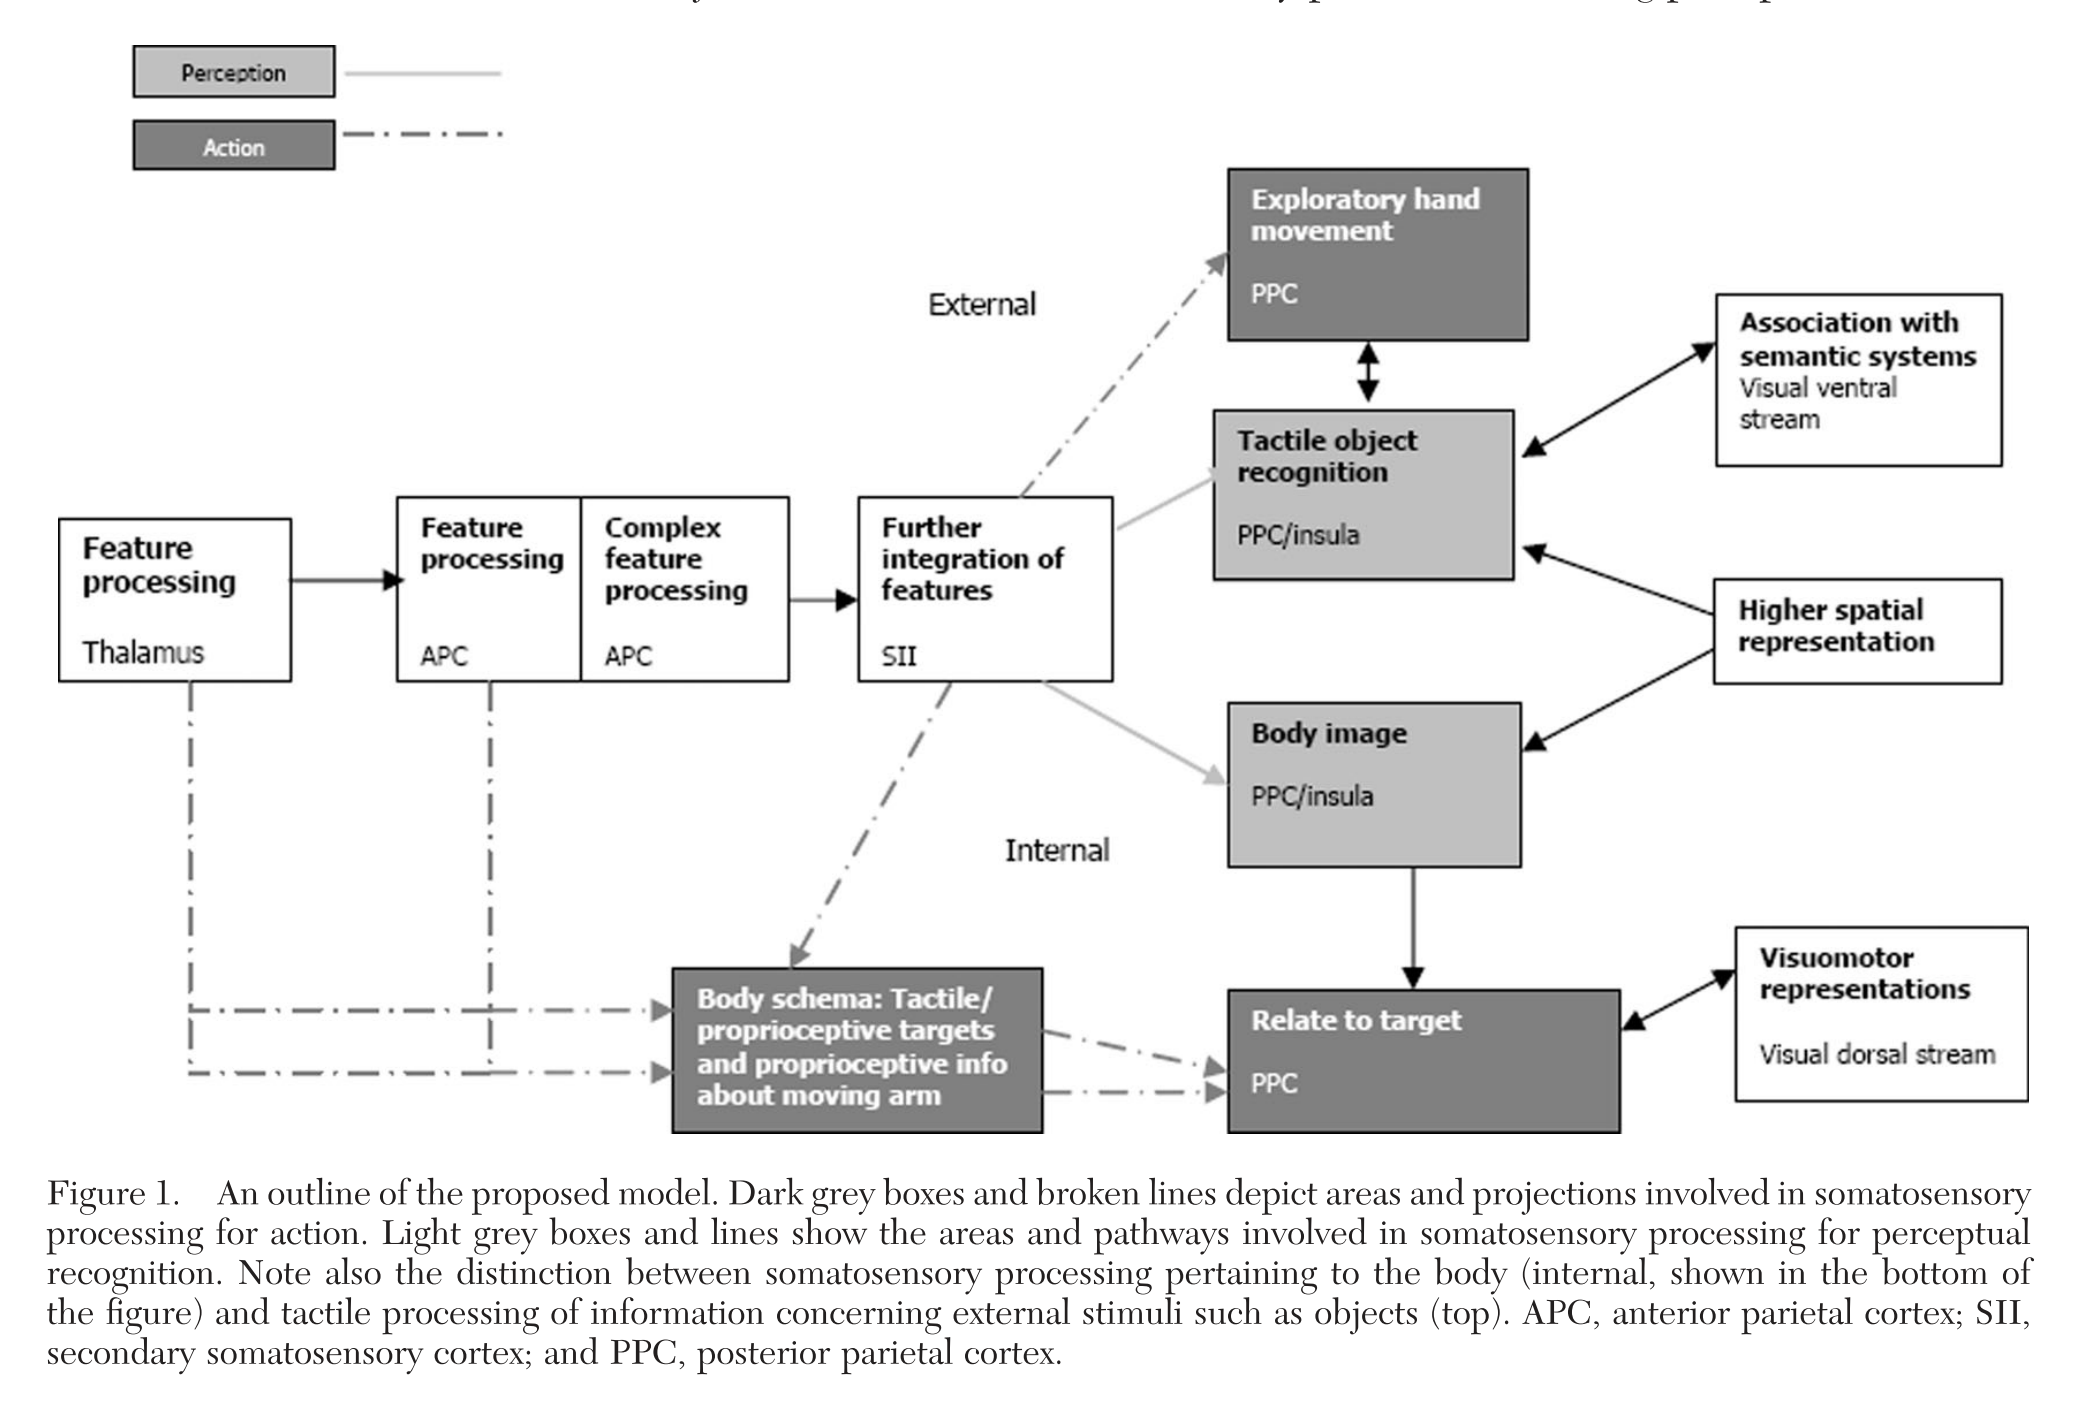 Perception
Action
Exploratory hand
movement
PPC
External
Association with
semantic systems
Visual ventral
stream
Tactile object
recognition
PPC/insula
Feature
processing
Thalamus
Feature
processing
APC
Complex
feature
processing
APC
Further
integration of
features
SII
Higher spatial
representation
Body image
PPC/insula
Internal
Body schema: Tactile/
proprioceptive targets
and proprioceptive info
about moving arm
Relate to target
PPC
Visuomotor
representations
Visual dorsal stream
Figure 1. An outline of the proposed model. Dark grey boxes and broken lines depict areas and projections involved in somatosensory
processing for action. Light grey boxes and lines show the areas and pathways involved in somatosensory processing for perceptual
recognition. Note also the distinction between somatosensory processing pertaining to the body (internal, shown in the bottom of
the figure) and tactile processing of information concerning external stimuli such as objects (top). APC, anterior parietal cortex; SII,
secondary somatosensory cortex; and PPC, posterior parietal cortex.